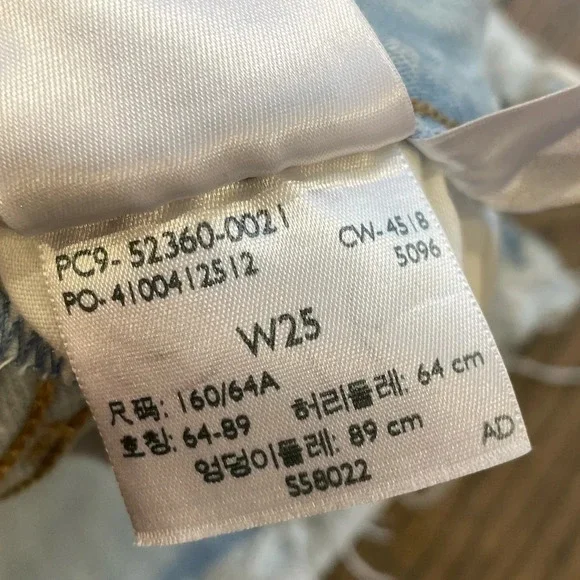 PC9-52360-0021
CW-4518
PO-4100412512
5096
W25
尺码: 160/64A
허리둘레: 64 cm
호칭: 64-89
엉덩이둘레: 89 cm
AD
S58022